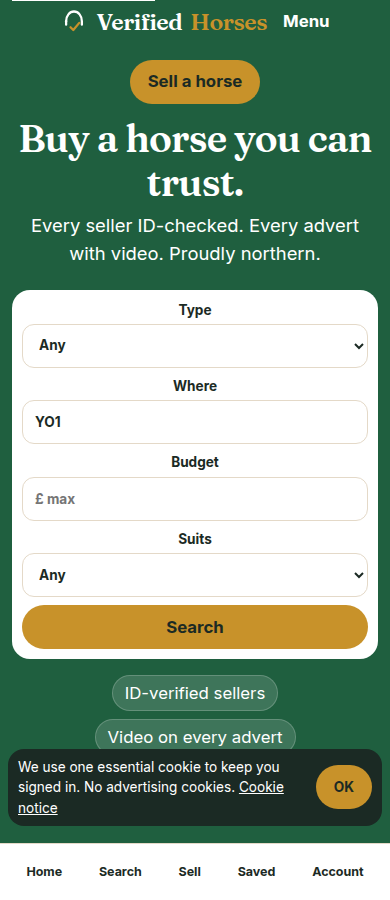 Verified Horses Menu
Sell a horse
Buy a horse you can
trust.
Every seller ID-checked. Every advert
with video. Proudly northern.
Type
Any
Where
YO1
Budget
£ max
Suits
Any
Search
ID-verified sellers
Video on every advert
We use one essential cookie to keep you
signed in. No advertising cookies. Cookie
notice
OK
Home Search Sell Saved Account